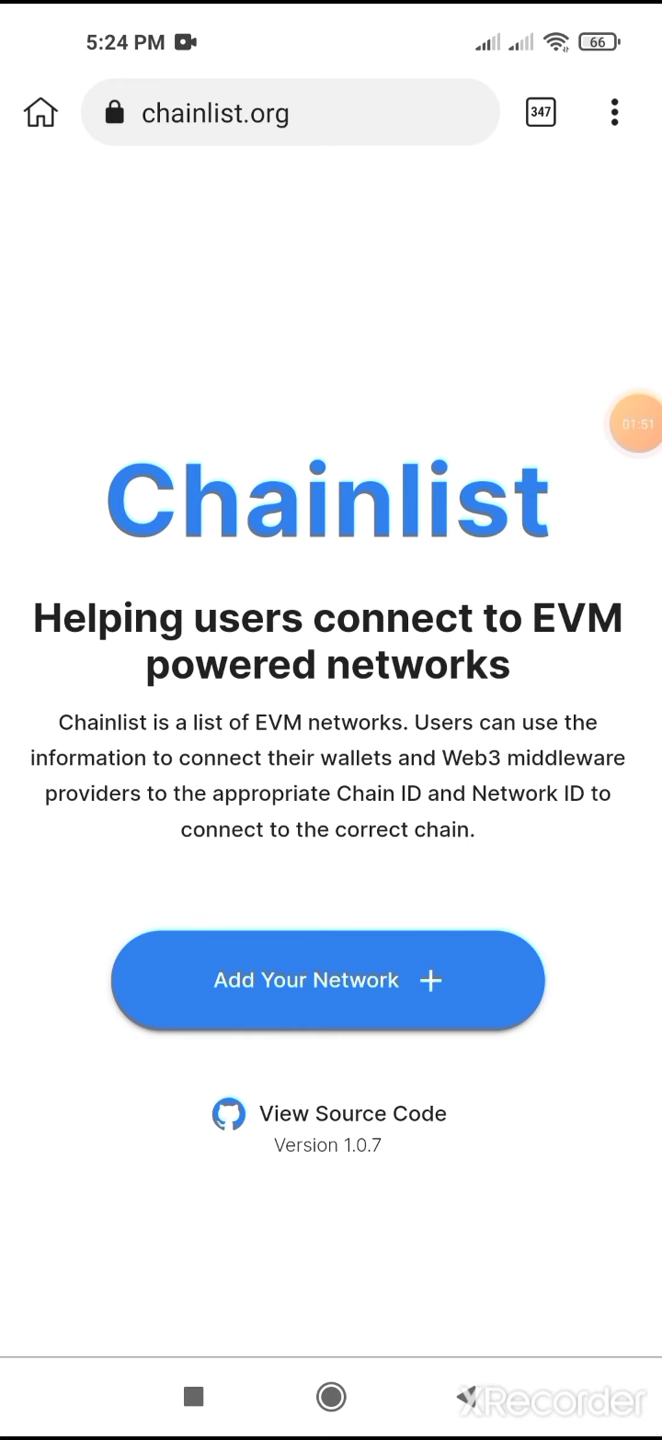 5:24 PM
66
chainlist.org
347
01:51
Chainlist
Helping users connect to EVM
powered networks
Chainlist is a list of EVM networks. Users can use the
information to connect their wallets and Web3 middleware
providers to the appropriate Chain ID and Network ID to
connect to the correct chain.
Add Your Network +
View Source Code
Version 1.0.7
XRecorder